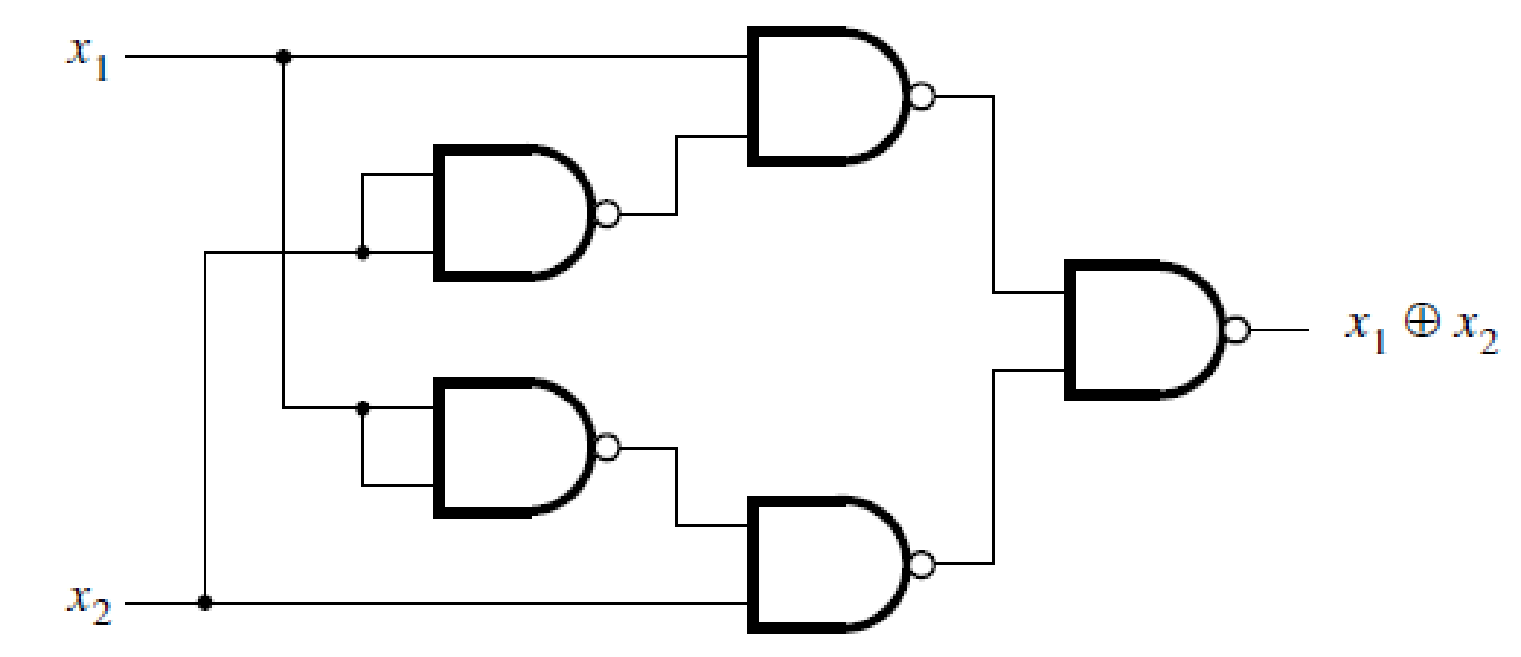 x₁
x₁ ⊕ x₂
x₂